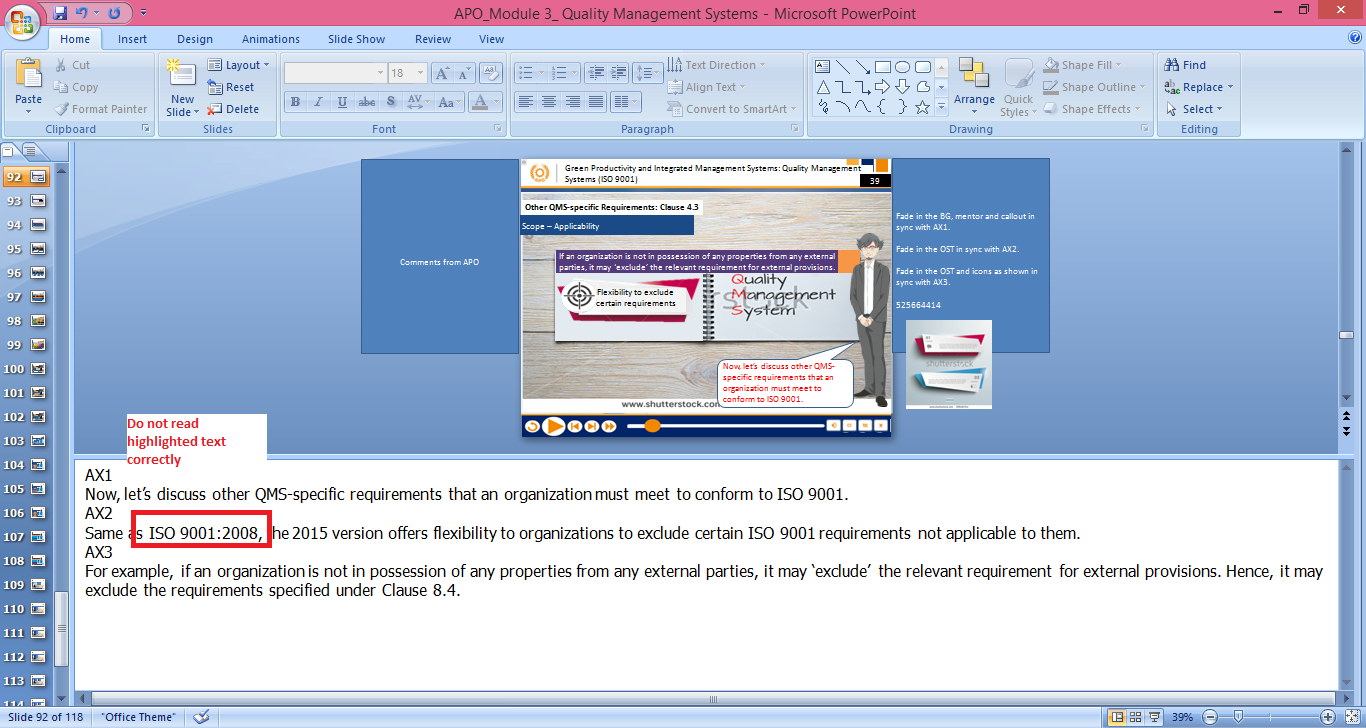 APO_Module 3_ Quality Management Systems - Microsoft PowerPoint
Home Insert Design Animations Slide Show Review View
Paste
Cut
Copy
Format Painter
Clipboard
New Slide
Layout
Reset
Delete
Slides
18
B I U abc S AV Aa A
Font
Text Direction
Align Text
Convert to SmartArt
Paragraph
Arrange
Quick Styles
Shape Fill
Shape Outline
Shape Effects
Drawing
Find
Replace
Select
Editing
92
93
94
95
96
97
98
99
100
101
102
103
104
105
106
107
108
109
110
111
112
113
114
Comments from APO
Green Productivity and Integrated Management Systems: Quality Management
Systems (ISO 9001)
39
Other QMS-specific Requirements: Clause 4.3
Scope – Applicability
If an organization is not in possession of any properties from any external
parties, it may ‘exclude’ the relevant requirement for external provisions.
Flexibility to exclude
certain requirements
Quality
Management
System
Now, let’s discuss other QMS-
specific requirements that an
organization must meet to
conform to ISO 9001.
www.shutterstock.com
Fade in the BG, mentor and callout in
sync with AX1.
Fade in the OST in sync with AX2.
Fade in the OST and icons as shown in
sync with AX3.
525664414
shutterstock
Do not read
highlighted text
correctly
AX1
Now, let’s discuss other QMS-specific requirements that an organization must meet to conform to ISO 9001.
AX2
Same as ISO 9001:2008, the 2015 version offers flexibility to organizations to exclude certain ISO 9001 requirements not applicable to them.
AX3
For example, if an organization is not in possession of any properties from any external parties, it may ‘exclude’ the relevant requirement for external provisions. Hence, it may
exclude the requirements specified under Clause 8.4.
Slide 92 of 118 "Office Theme" 39%